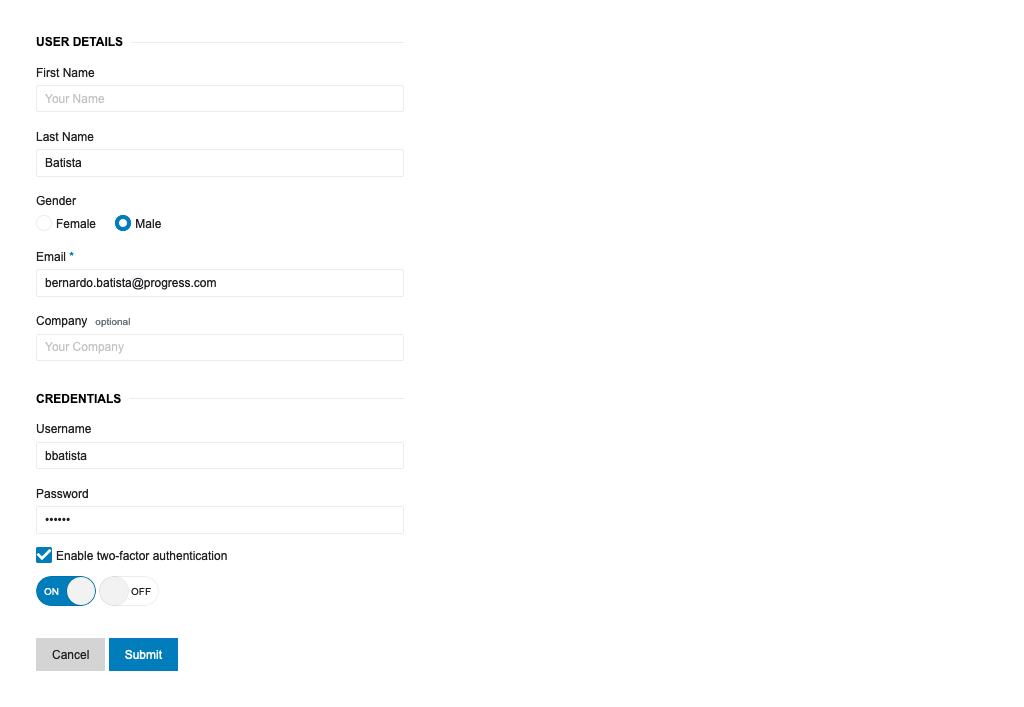 USER DETAILS
First Name
Your Name
Last Name
Batista
Gender
Female Male
Email *
bernardo.batista@progress.com
Company optional
Your Company
CREDENTIALS
Username
bbatista
Password
••••••
Enable two-factor authentication
ON OFF
Cancel Submit